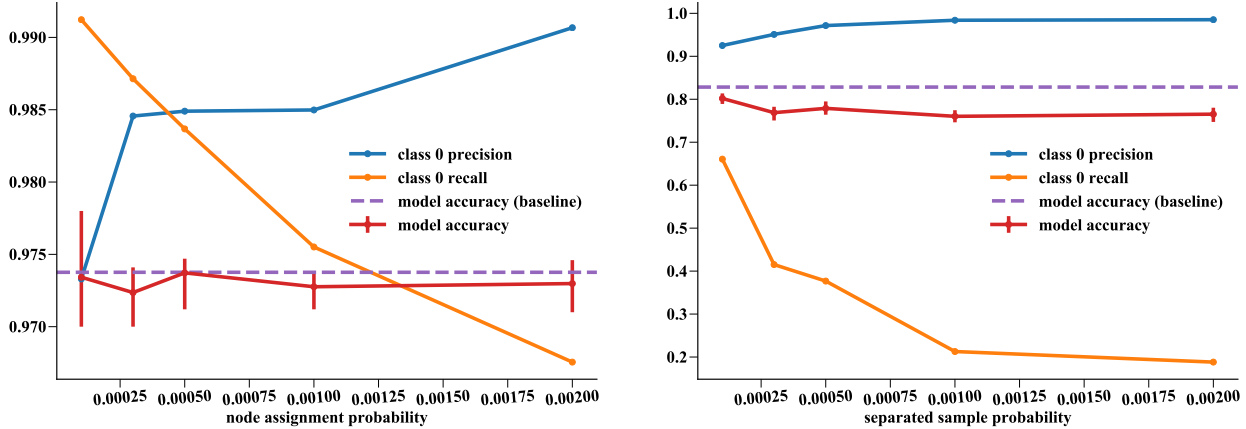 0.990
0.985
0.980
0.975
0.970
class 0 precision
class 0 recall
model accuracy (baseline)
model accuracy
0.00025 0.00050 0.00075 0.00100 0.00125 0.00150 0.00175 0.00200
node assignment probability
1.0
0.9
0.8
0.7
0.6
0.5
0.4
0.3
0.2
class 0 precision
class 0 recall
model accuracy (baseline)
model accuracy
0.00025 0.00050 0.00075 0.00100 0.00125 0.00150 0.00175 0.00200
separated sample probability